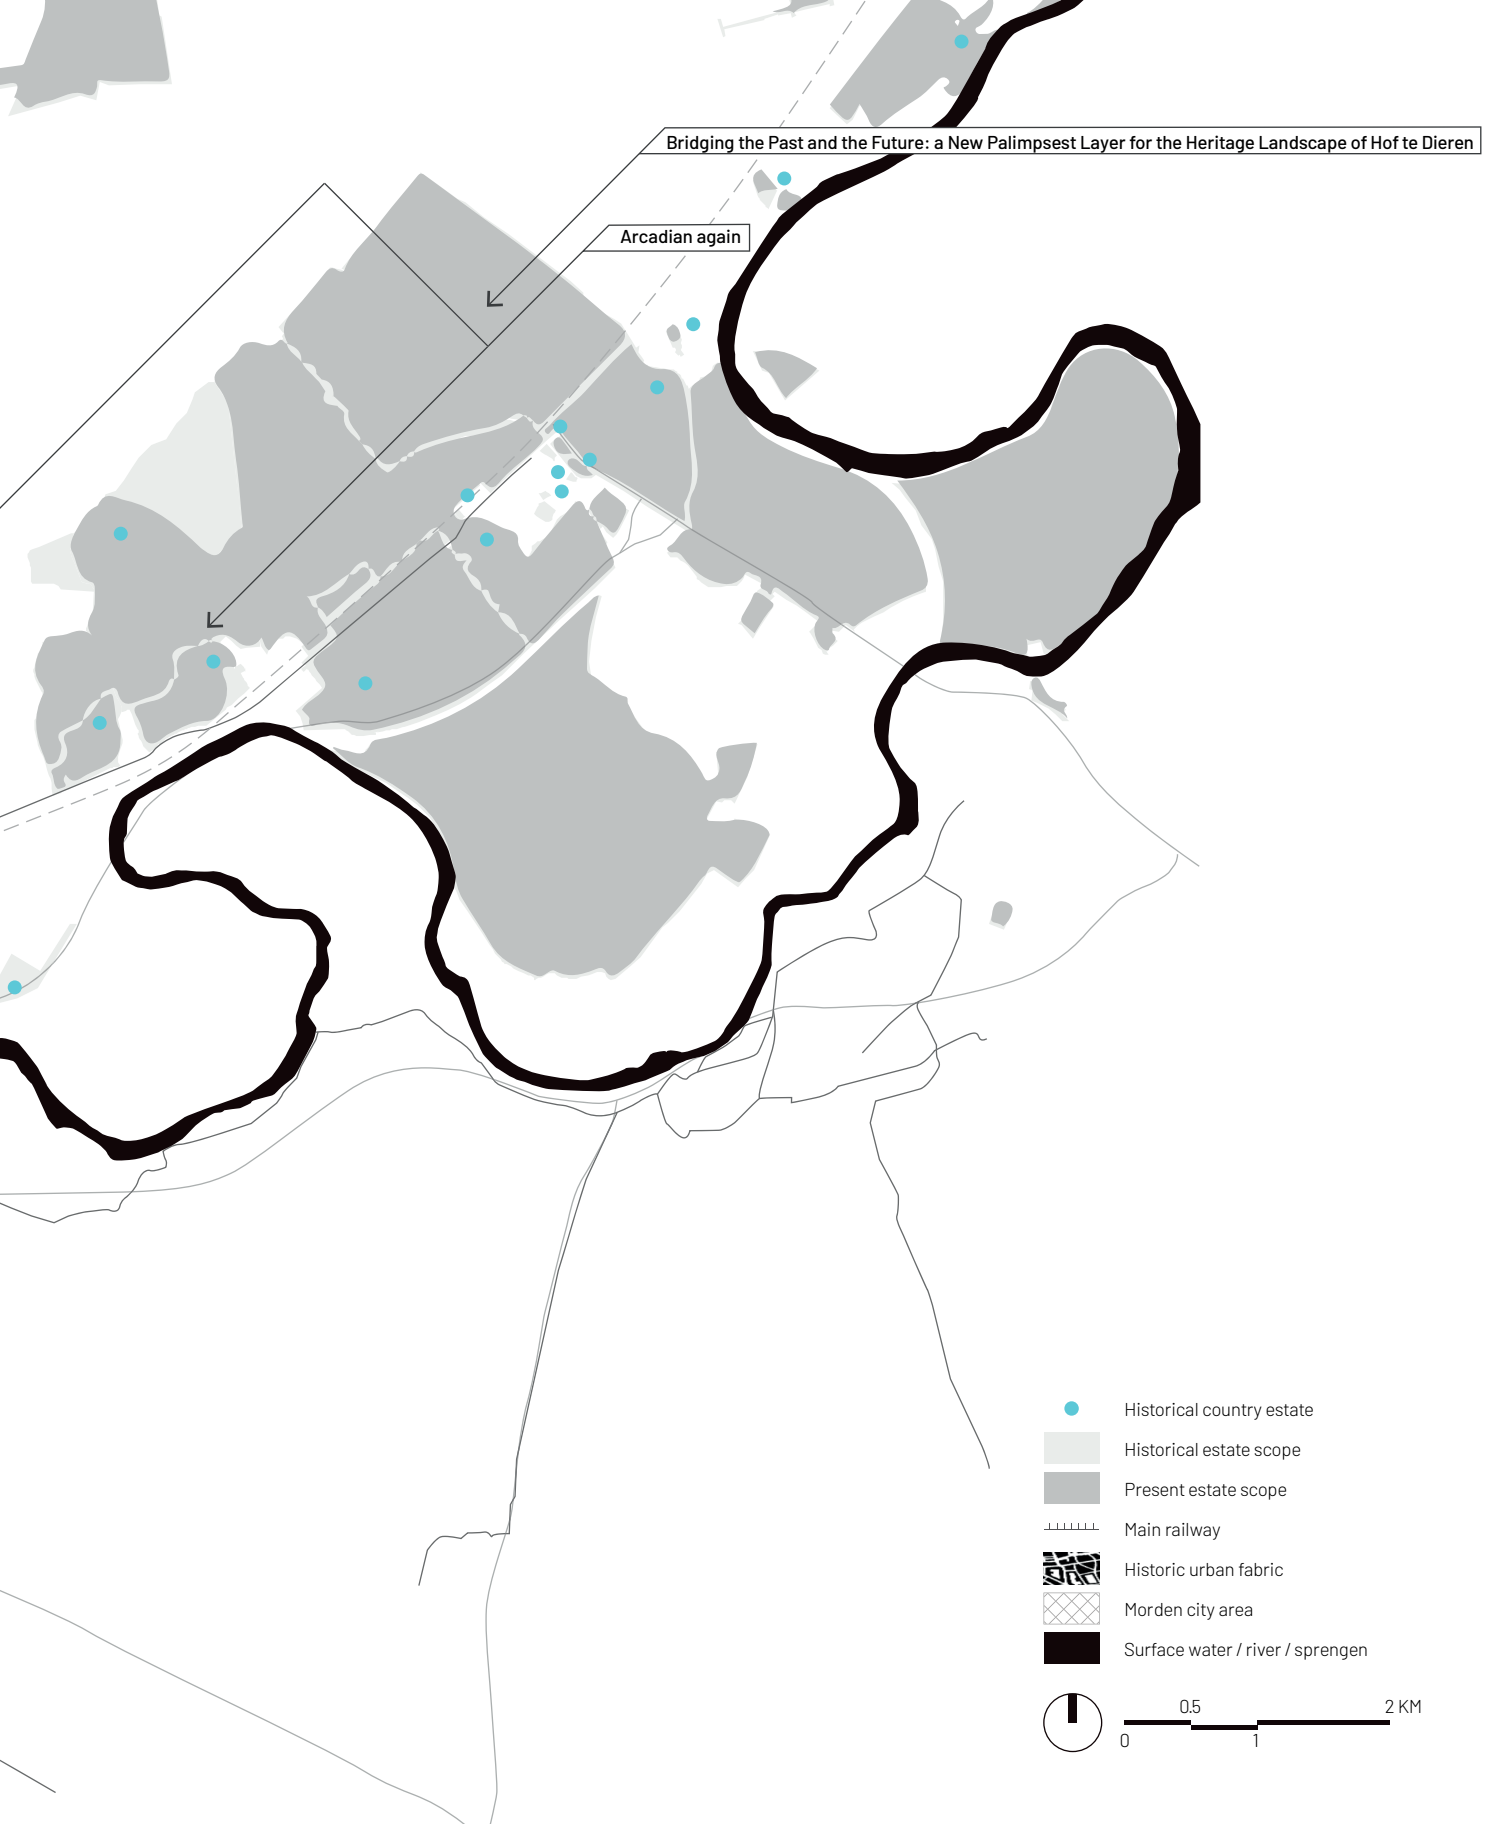 Bridging the Past and the Future: a New Palimpsest Layer for the Heritage Landscape of Hof te Dieren
Arcadian again
Historical country estate
Historical estate scope
Present estate scope
Main railway
Historic urban fabric
Morden city area
Surface water / river / sprengen
0.5 2 KM
0 1